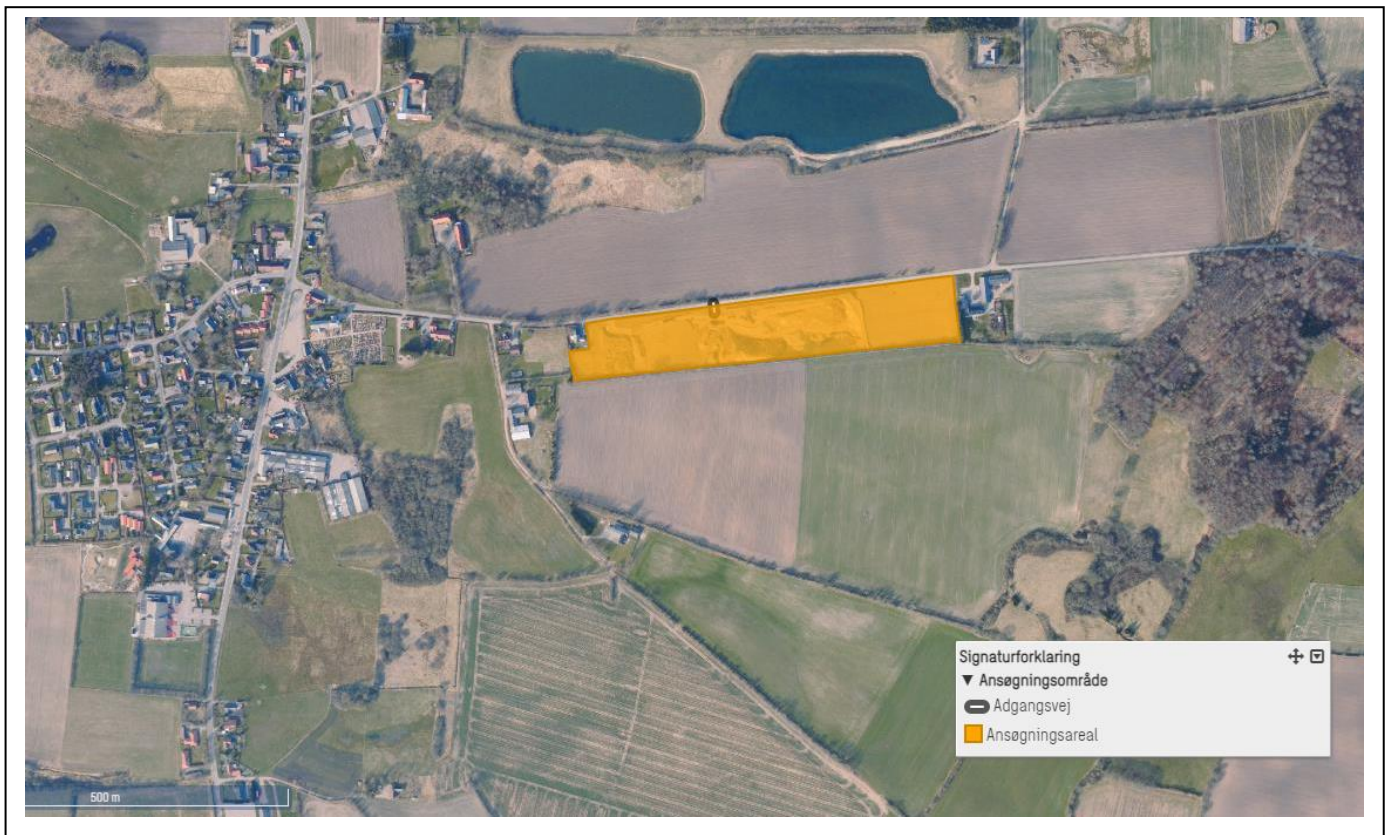 Signaturforklaring
▼ Ansøgningsområde
Adgangsvej
Ansøgningsareal
500 m